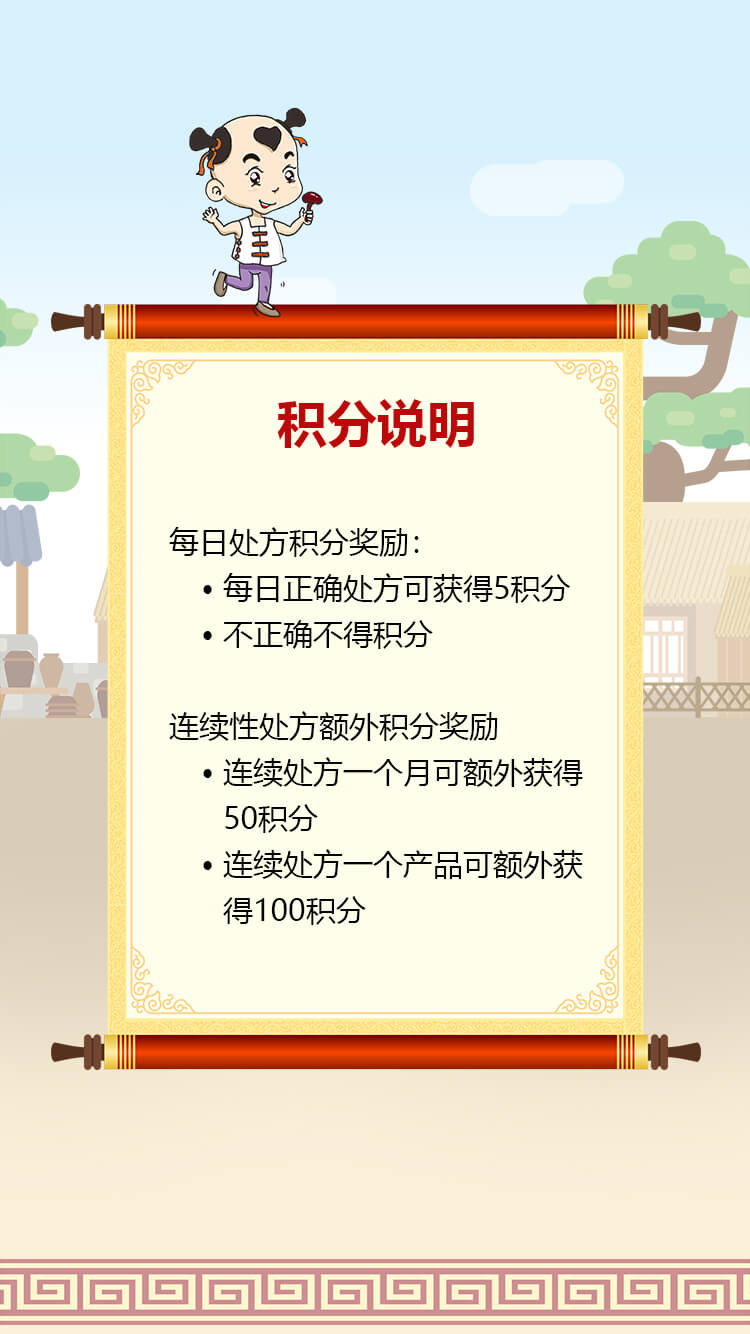 积分说明
每日处方积分奖励：
• 每日正确处方可获得5积分
• 不正确不得积分
连续性处方额外积分奖励
• 连续处方一个月可额外获得
50积分
• 连续处方一个产品可额外获
得100积分